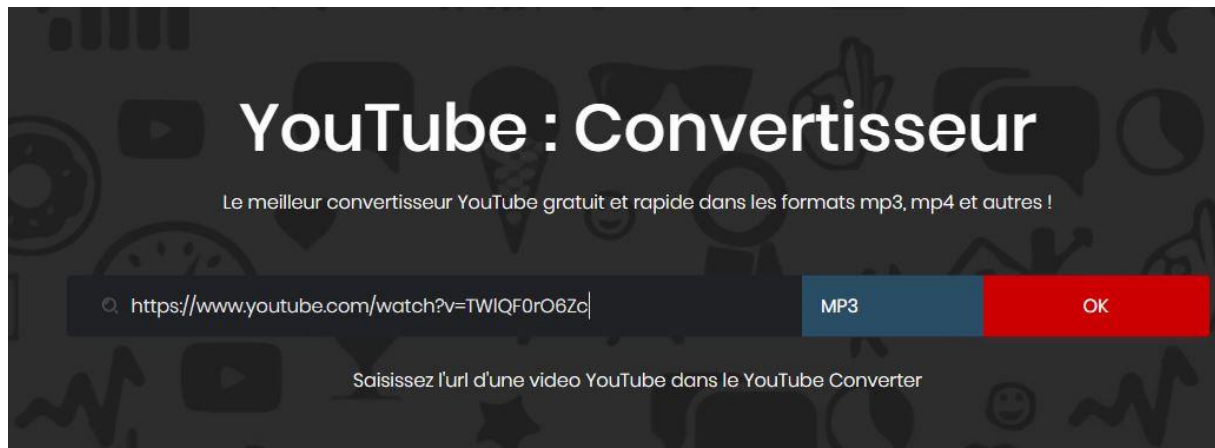 YouTube : Convertisseur
Le meilleur convertisseur YouTube gratuit et rapide dans les formats mp3, mp4 et autres !
https://www.youtube.com/watch?v=TWlQF0rO6Zc MP3 OK
Saisissez l'url d'une video YouTube dans le YouTube Converter